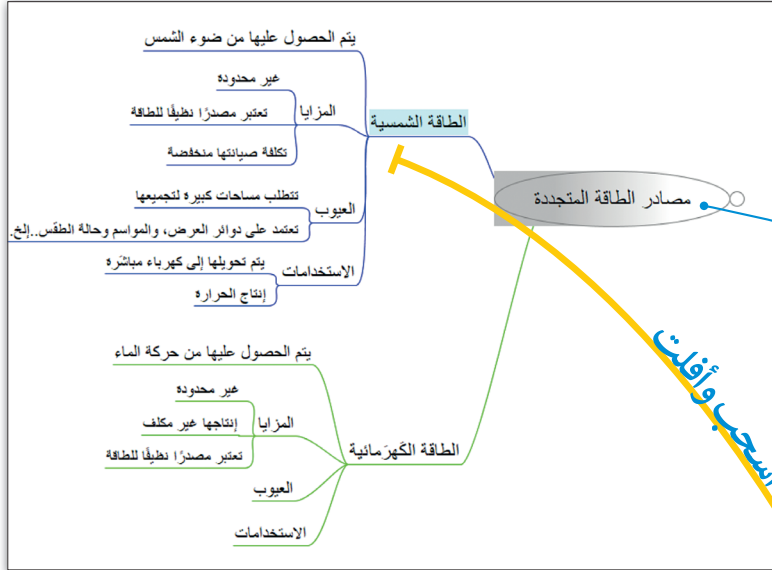 مصادر الطاقة المتجددة
الطاقة الشمسية
يتم الحصول عليها من ضوء الشمس
المزايا
غير محدودة
تعتبر مصدرًا نظيفًا للطاقة
تكلفة صيانتها منخفضة
العيوب
تتطلب مساحات كبيرة لتجميعها
تعتمد على دوائر العرض، والمواسم وحالة الطقس..إلخ.
الاستخدامات
يتم تحويلها إلى كهرباء مباشرة
إنتاج الحرارة
الطاقة الكَهرَمائية
يتم الحصول عليها من حركة الماء
المزايا
غير محدودة
إنتاجها غير مكلف
تعتبر مصدرًا نظيفًا للطاقة
العيوب
الاستخدامات
اسحب وأفلت